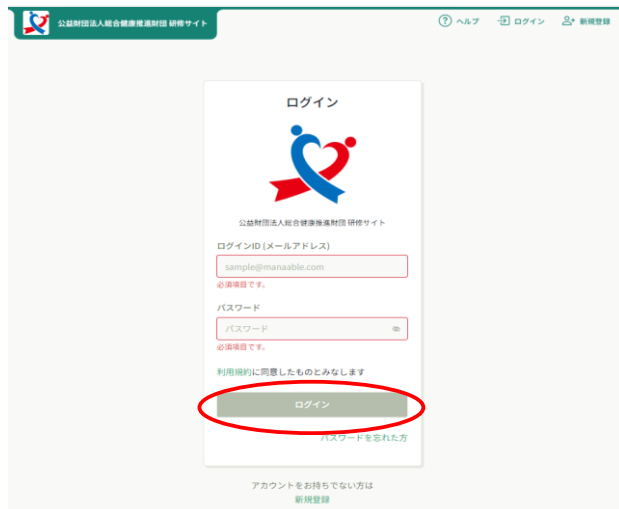 公益財団法人総合健康推進財団 研修サイト
ヘルプ
ログイン
新規登録
ログイン
公益財団法人総合健康推進財団 研修サイト
ログインID (メールアドレス)
sample@manaable.com
必須項目です。
パスワード
パスワード
必須項目です。
利用規約に同意したものとみなします
ログイン
パスワードを忘れた方
アカウントをお持ちでない方は
新規登録